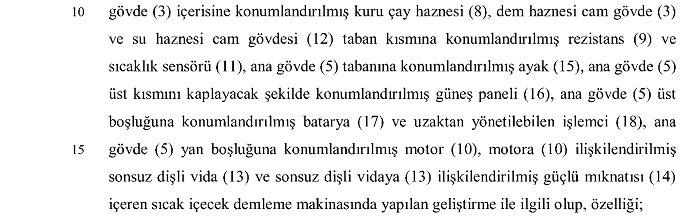 10 gövde (3) içerisine konumlandırılmış kuru çay haznesi (8), dem haznesi cam gövde (3)
ve su haznesi cam gövdesi (12) taban kısmına konumlandırılmış rezistans (9) ve
sıcaklık sensörü (11), ana gövde (5) tabanına konumlandırılmış ayak (15), ana gövde (5)
üst kısmını kaplayacak şekilde konumlandırılmış güneş paneli (16), ana gövde (5) üst
boşluğuna konumlandırılmış batarya (17) ve uzaktan yönetilebilen işlemci (18), ana
15 gövde (5) yan boşluğuna konumlandırılmış motor (10), motora (10) ilişkilendirilmiş
sonsuz dişli vida (13) ve sonsuz dişli vidaya (13) ilişkilendirilmiş güçlü mıknatısı (14)
içeren sıcak içecek demleme makinasında yapılan geliştirme ile ilgili olup, özelliği;